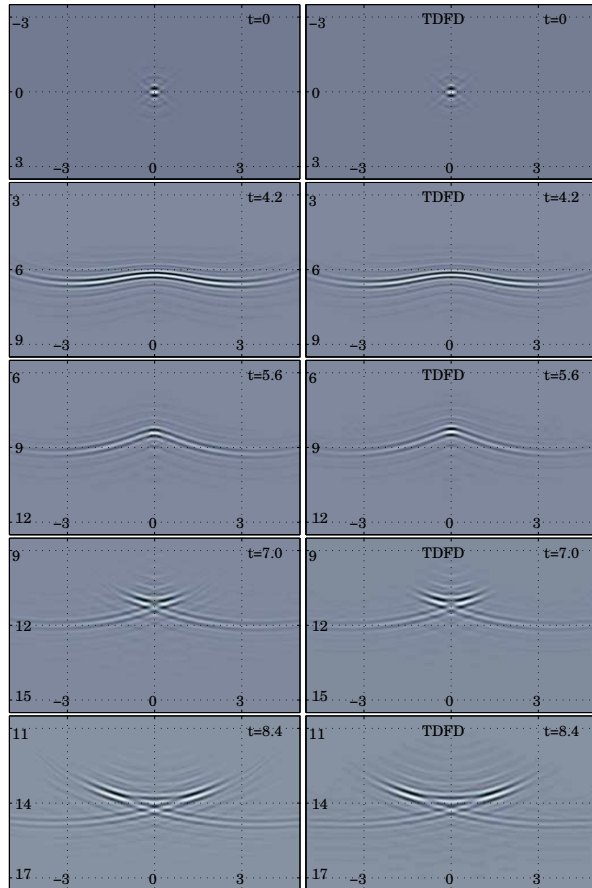 −3 t=0 −3 TDFD t=0
0 0
3 −3 0 3 3 −3 0 3
3 t=4.2 3 TDFD t=4.2
6 6
9 −3 0 3 9 −3 0 3
6 t=5.6 6 TDFD t=5.6
9 9
12 −3 0 3 12 −3 0 3
9 t=7.0 9 TDFD t=7.0
12 12
15 −3 0 3 15 −3 0 3
11 t=8.4 11 TDFD t=8.4
14 14
17 −3 0 3 17 −3 0 3